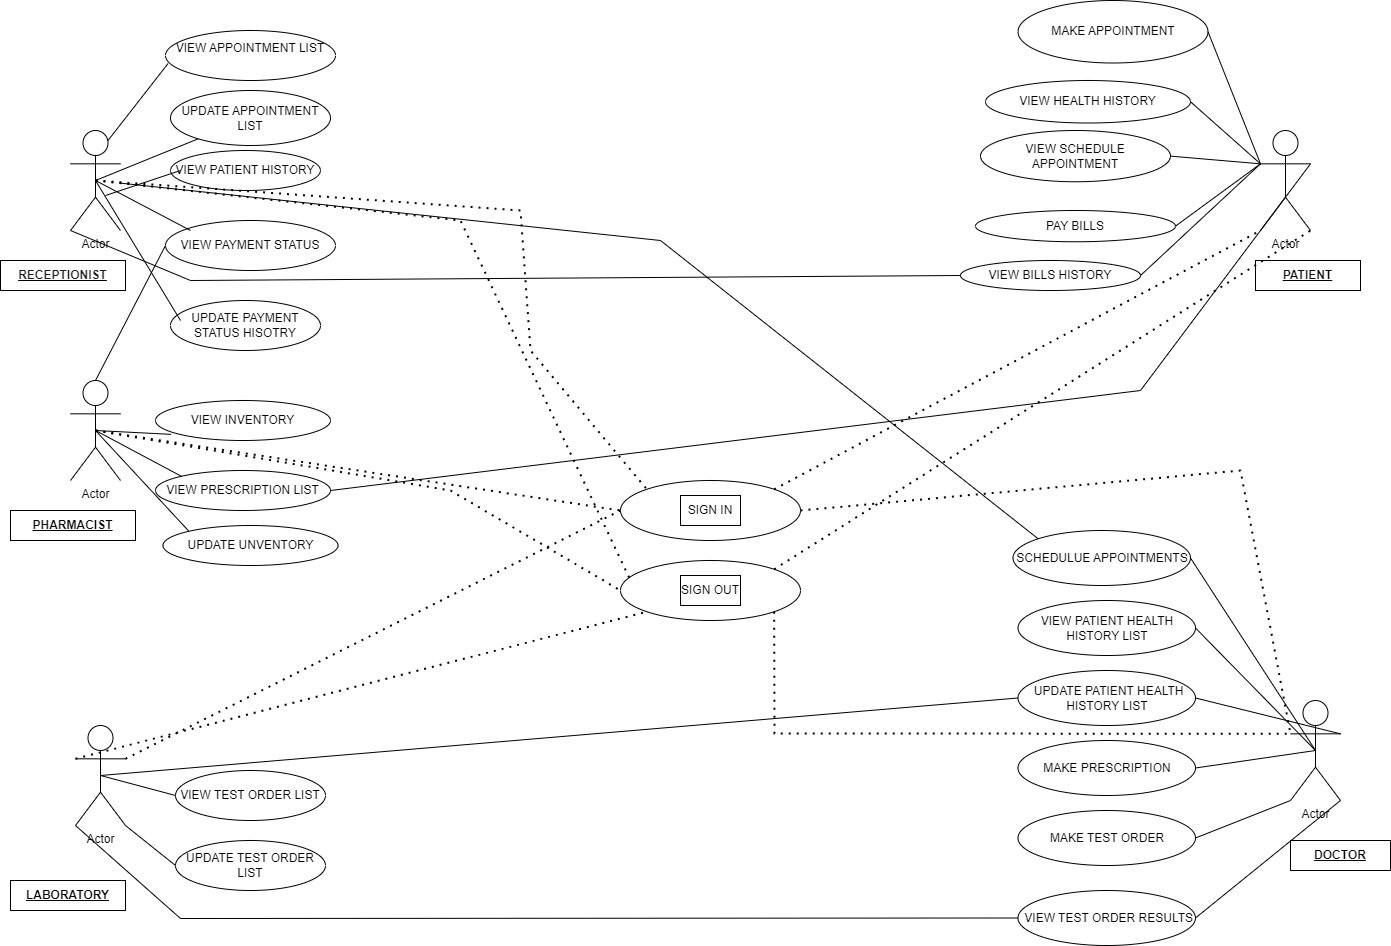 VIEW APPOINTMENT LIST
UPDATE APPOINTMENT
LIST
VIEW PATIENT HISTORY
Actor
VIEW PAYMENT STATUS
RECEPTIONIST
UPDATE PAYMENT
STATUS HISOTRY
MAKE APPOINTMENT
VIEW HEALTH HISTORY
VIEW SCHEDULE
APPOINTMENT
PAY BILLS
Actor
VIEW BILLS HISTORY
PATIENT
VIEW INVENTORY
VIEW PRESCRIPTION LIST
Actor
PHARMACIST
UPDATE UNVENTORY
SIGN IN
SIGN OUT
SCHEDULUE APPOINTMENTS
VIEW PATIENT HEALTH
HISTORY LIST
UPDATE PATIENT HEALTH
HISTORY LIST
MAKE PRESCRIPTION
Actor
MAKE TEST ORDER
DOCTOR
VIEW TEST ORDER RESULTS
VIEW TEST ORDER LIST
Actor
UPDATE TEST ORDER
LIST
LABORATORY